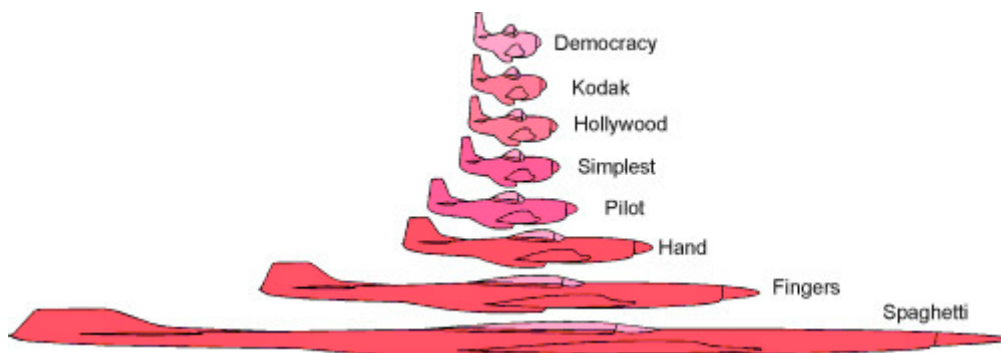 Democracy
Kodak
Hollywood
Simplest
Pilot
Hand
Fingers
Spaghetti